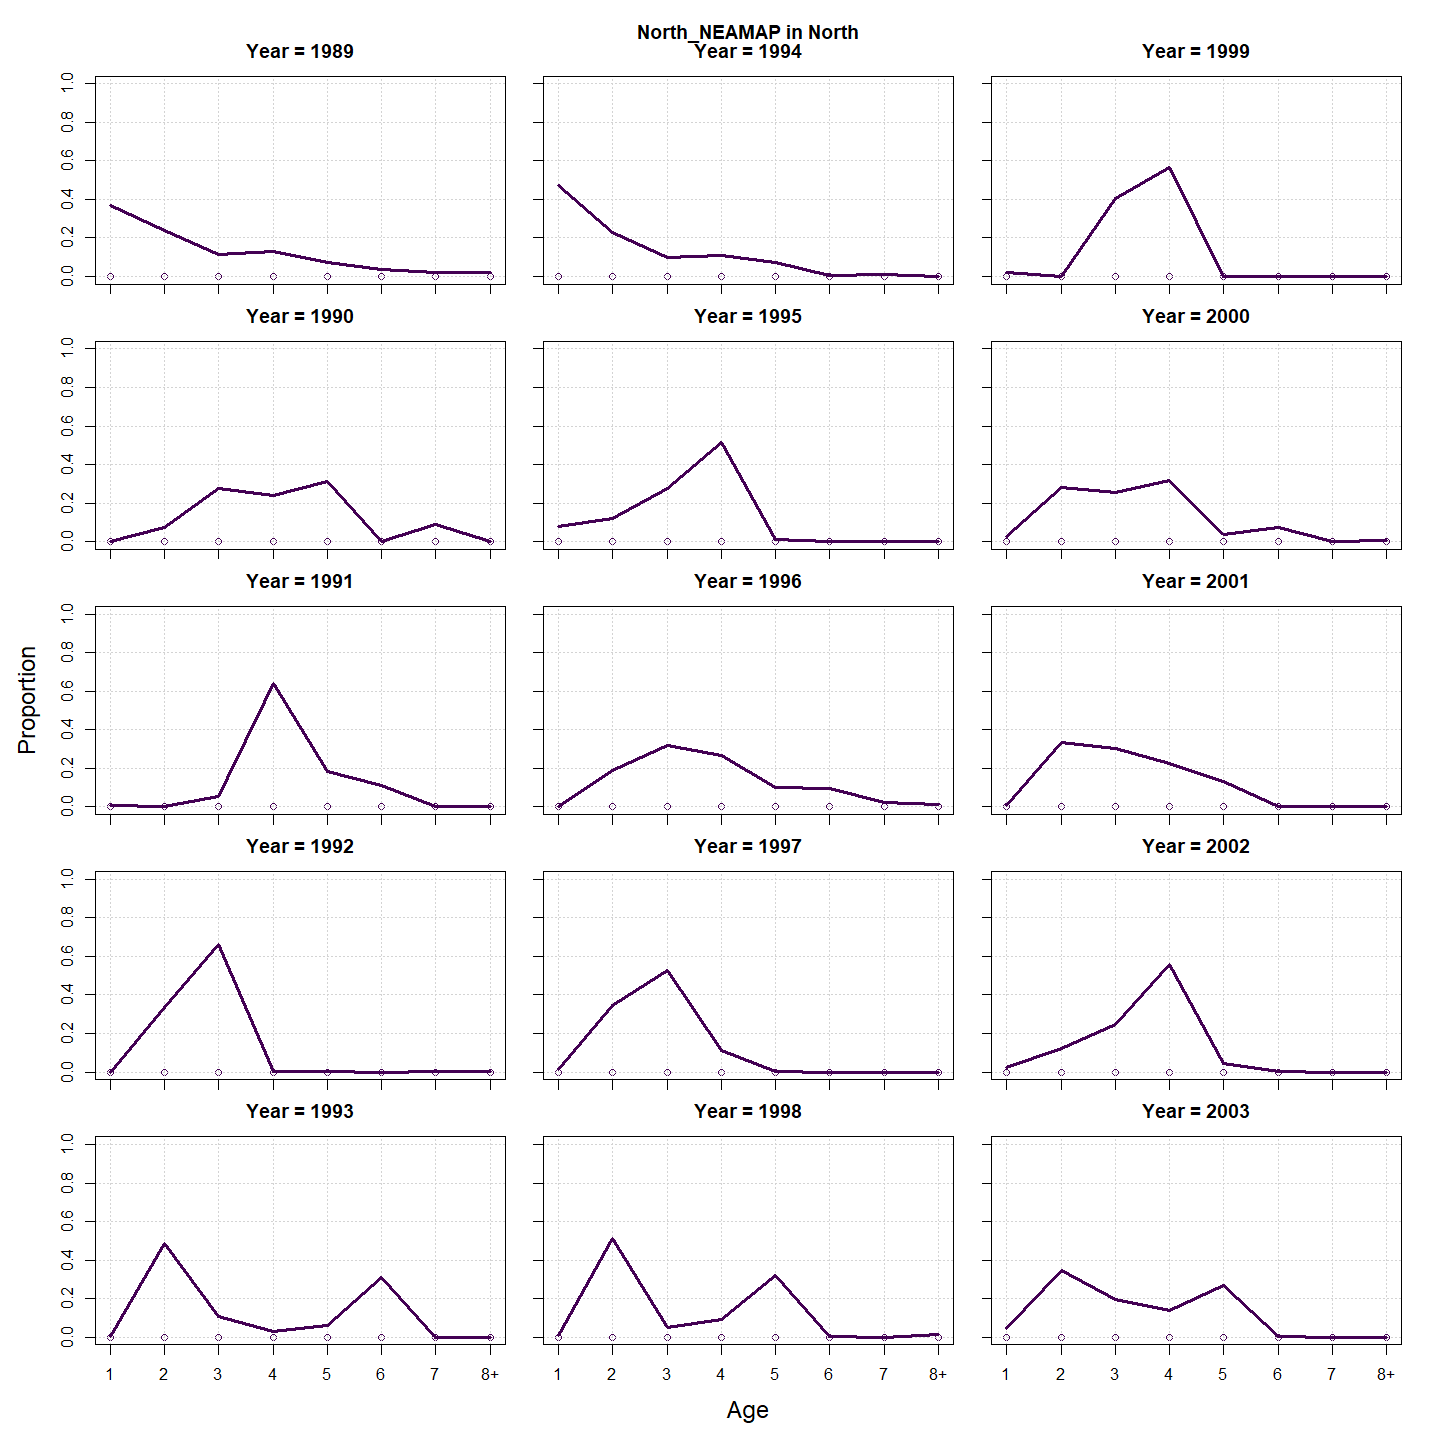 North_NEAMAP in North
Year = 1989
Year = 1994
Year = 1999
0.0 0.2 0.4 0.6 0.8 1.0
Year = 1990
Year = 1995
Year = 2000
0.0 0.2 0.4 0.6 0.8 1.0
Year = 1991
Year = 1996
Year = 2001
0.0 0.2 0.4 0.6 0.8 1.0
Proportion
Year = 1992
Year = 1997
Year = 2002
0.0 0.2 0.4 0.6 0.8 1.0
Year = 1993
Year = 1998
Year = 2003
0.0 0.2 0.4 0.6 0.8 1.0
1 2 3 4 5 6 7 8+
1 2 3 4 5 6 7 8+
1 2 3 4 5 6 7 8+
Age